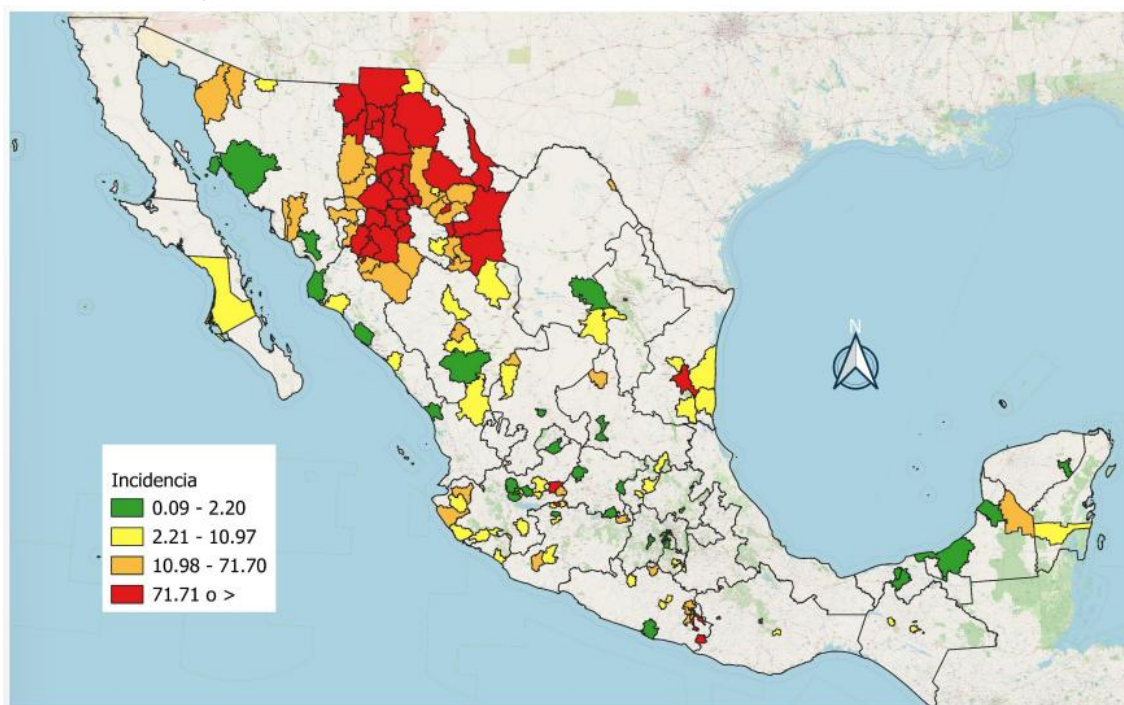 N
Incidencia
0.09 - 2.20
2.21 - 10.97
10.98 - 71.70
71.71 o >